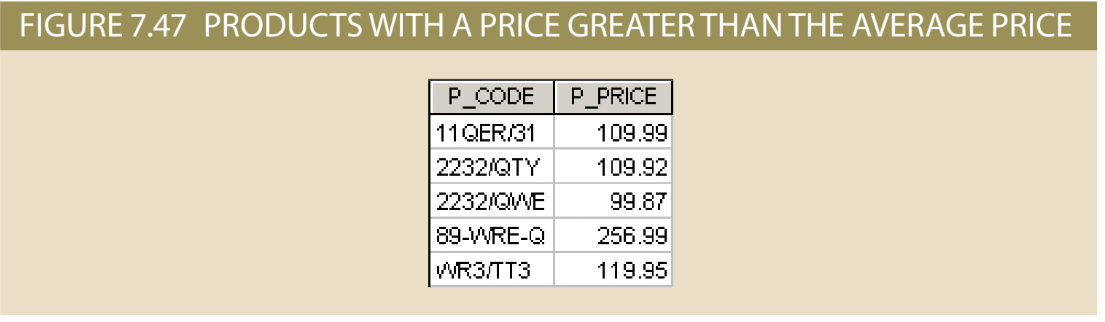 FIGURE 7.47 PRODUCTS WITH A PRICE GREATER THAN THE AVERAGE PRICE
P_CODE P_PRICE
11QER/31 109.99
2232/QTY 109.92
2232/QWE 99.87
89-WRE-Q 256.99
WR3/TT3 119.95